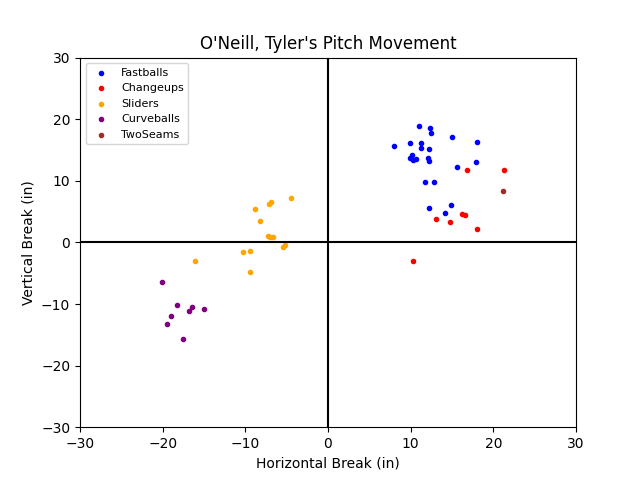 O'Neill, Tyler's Pitch Movement
Fastballs
Changeups
Sliders
Curveballs
TwoSeams
30
20
10
0
−10
−20
−30
Vertical Break (in)
−30 −20 −10 0 10 20 30
Horizontal Break (in)